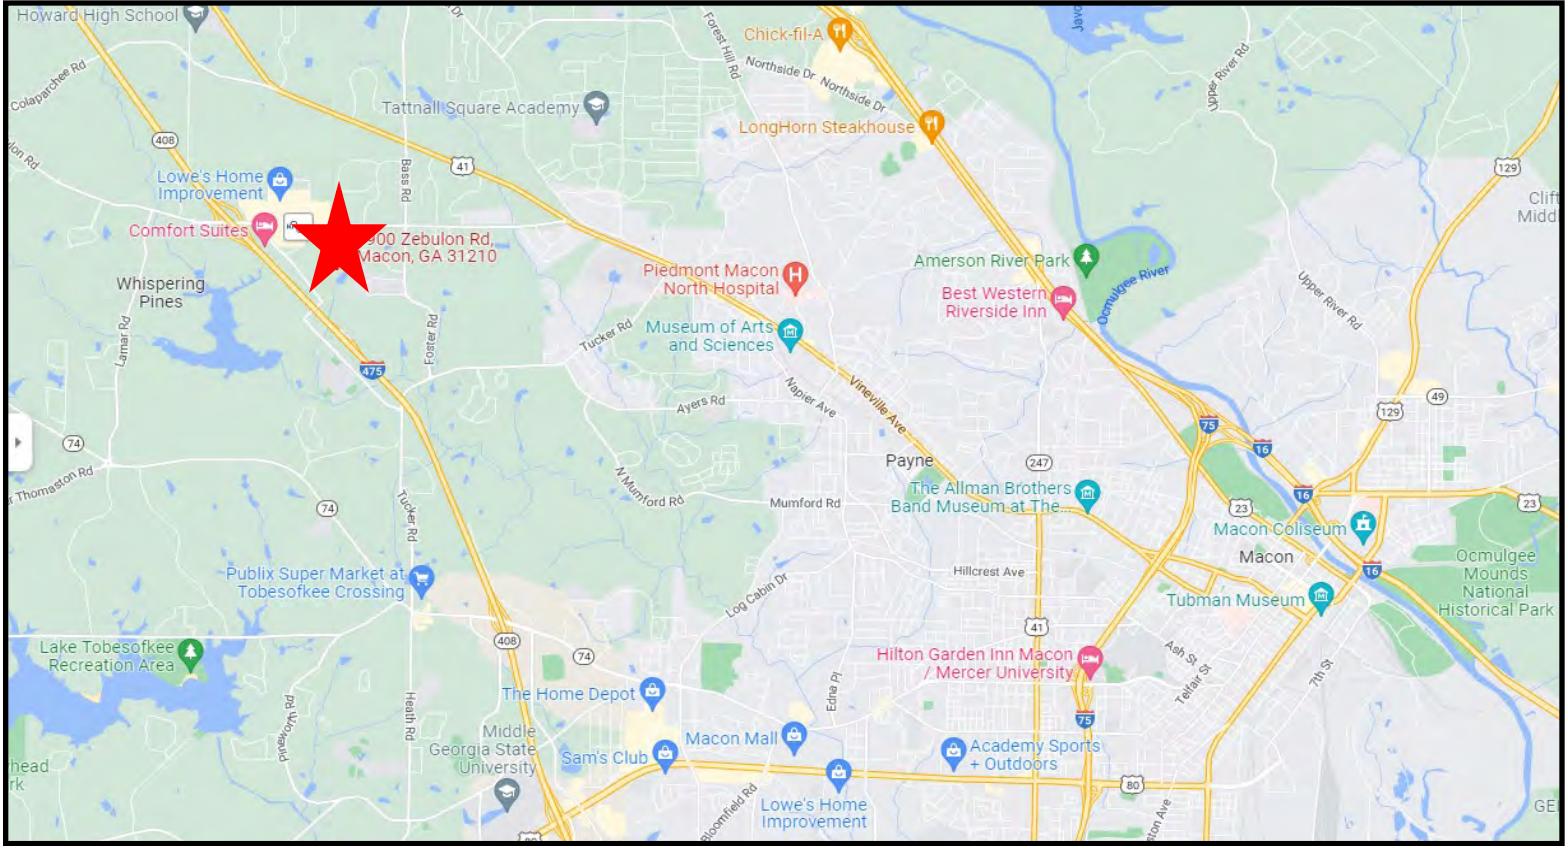 Howard High School
Dr
Colaparchee Rd
408
Lowe's Home
Improvement
Comfort Suites
Whispering
Pines
Lamar Rd
74
Thomaston Rd
Tattnall Square Academy
41
Bass Rd
900 Zebulon Rd,
Macon, GA 31210
Foster Rd
475
Tucker Rd
74
Publix Super Market at
Tobesofkee Crossing
Lake Tobesofkee
Recreation Area
Pineworth Rd
Heath Rd
408
74
Middle
Georgia State
University
The Home Depot
Sam's Club
Macon Mall
Lowe's Home
Improvement
Bloomfield Rd
Edna Pl
Academy Sports
+ Outdoors
80
Chick-fil-A
Forest Hill Rd
Northside Dr
Northside Dr
LongHorn Steakhouse
Piedmont Macon
North Hospital
Museum of Arts
and Sciences
Tucker Rd
Ayers Rd
Napier Ave
Vineville Ave
N Mumford Rd
Mumford Rd
Log Cabin Dr
Payne
247
The Allman Brothers
Band Museum at The...
Hillcrest Ave
41
Hilton Garden Inn Macon
/ Mercer University
75
Amerson River Park
Best Western
Riverside Inn
Ocmulgee River
Upper River Rd
Upper River Rd
129
49
129
75
16
16
23
23
Macon Coliseum
Macon
16
Tubman Museum
Ocmulgee
Mounds
National
Historical Park
Ash St
Telfair St
7th St